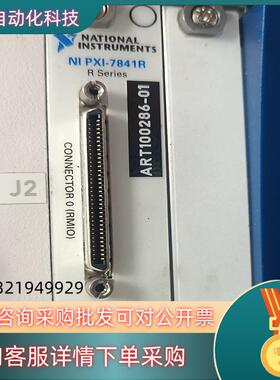 自动化科技
NATIONAL
INSTRUMENTS
NI PXI-7841R
R Series
J2
CONNECTOR 0 (RMIO)
ART100286-01
821949929
咨询采购批发可对公开票
客服详情下单采购